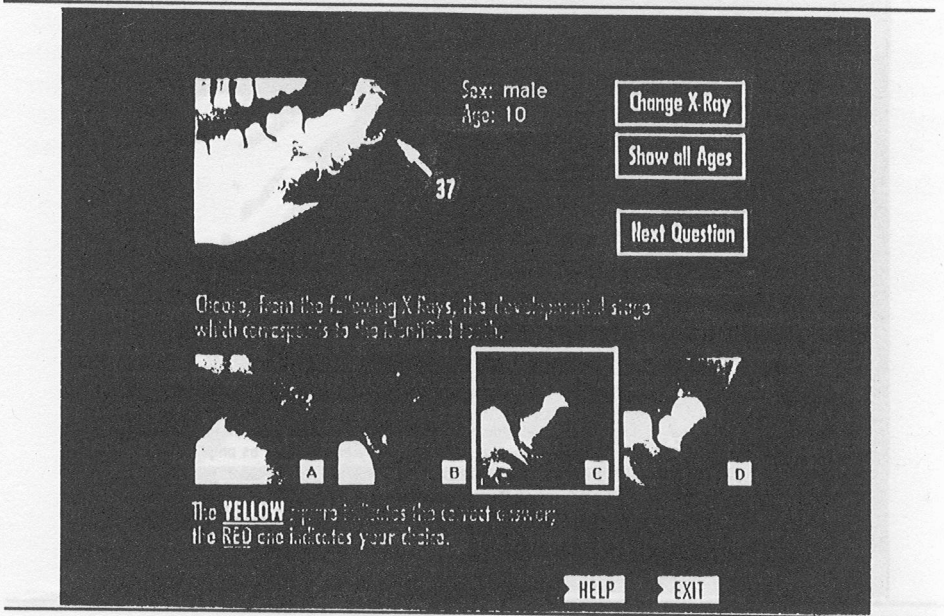 Sex: male
Age: 10
Change X-Ray
Show all Ages
Next Question
37
Choose, from the following X-Rays, the developmental stage
which corresponds to the identified tooth.
A
B
C
D
The YELLOW square indicates the correct answer;
the RED one indicates your choice.
HELP
EXIT